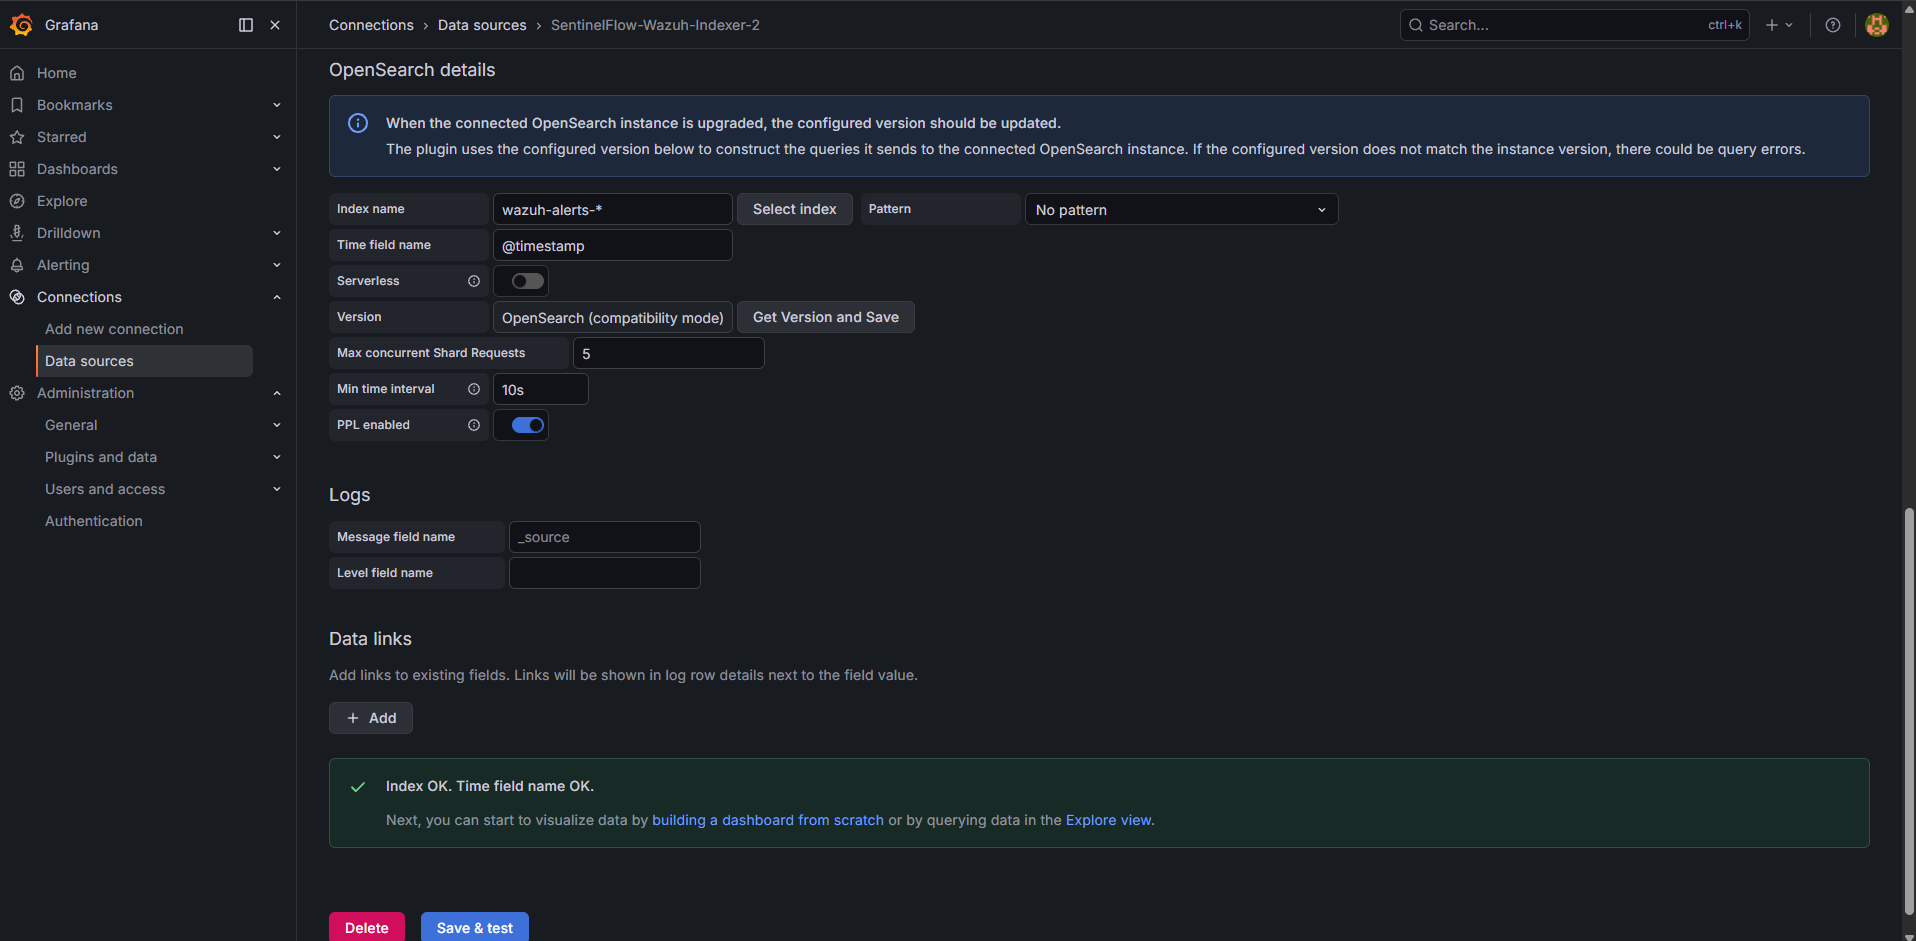 Grafana
Connections › Data sources › SentinelFlow-Wazuh-Indexer-2
Search...
ctrl+k
Home
Bookmarks
Starred
Dashboards
Explore
Drilldown
Alerting
Connections
Add new connection
Data sources
Administration
General
Plugins and data
Users and access
Authentication
OpenSearch details
When the connected OpenSearch instance is upgraded, the configured version should be updated.
The plugin uses the configured version below to construct the queries it sends to the connected OpenSearch instance. If the configured version does not match the instance version, there could be query errors.
Index name wazuh-alerts-* Select index Pattern No pattern
Time field name @timestamp
Serverless
Version OpenSearch (compatibility mode) Get Version and Save
Max concurrent Shard Requests 5
Min time interval 10s
PPL enabled
Logs
Message field name _source
Level field name
Data links
Add links to existing fields. Links will be shown in log row details next to the field value.
+ Add
Index OK. Time field name OK.
Next, you can start to visualize data by building a dashboard from scratch or by querying data in the Explore view.
Delete Save & test